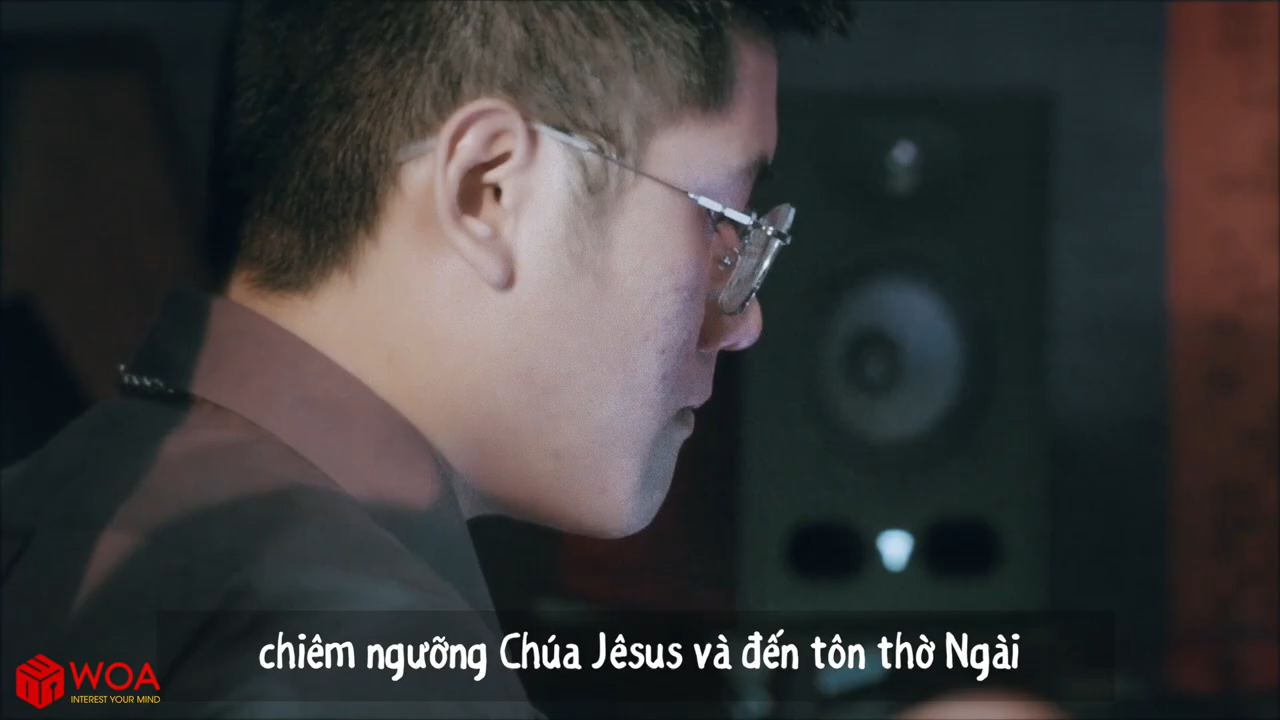 chiêm ngưỡng Chúa Jêsus và đến tôn thờ Ngài
WOA
INTEREST YOUR MIND